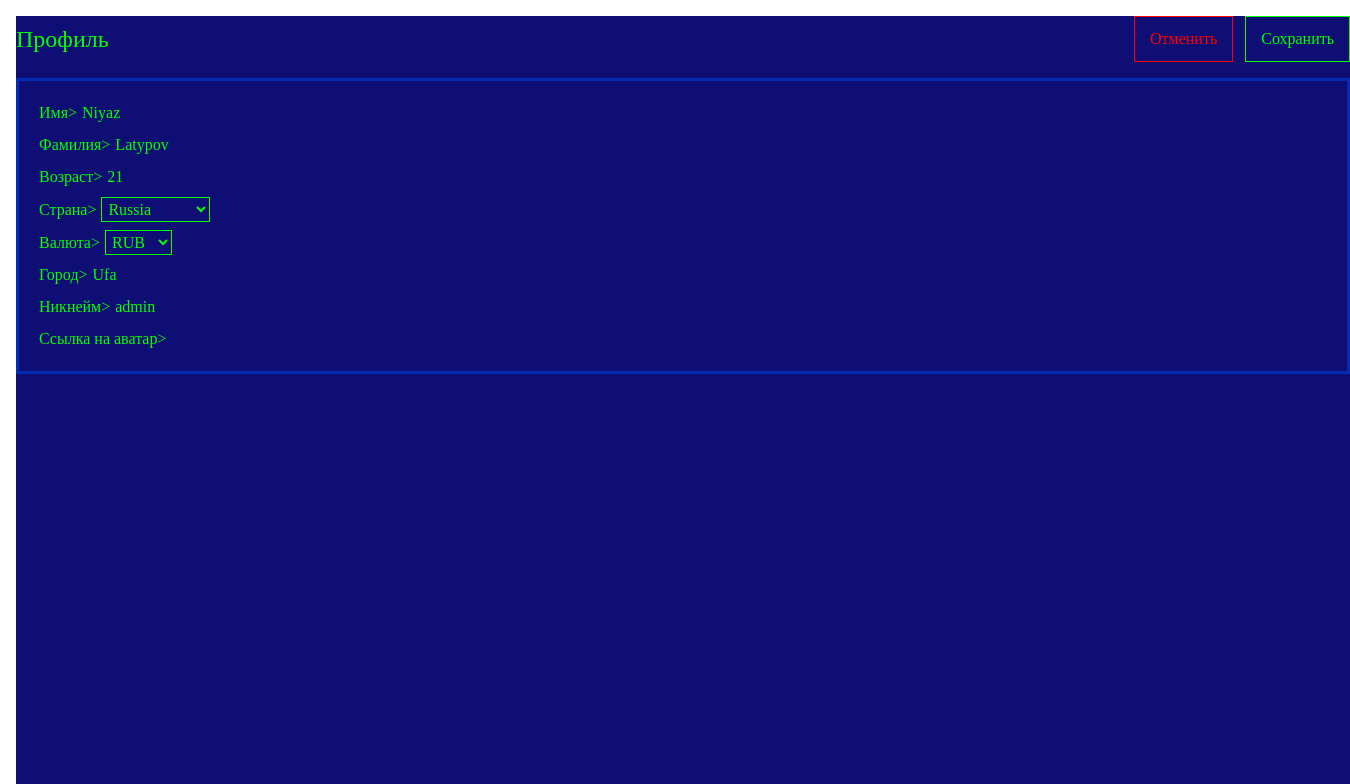 Профиль
Отменить
Сохранить
Имя> Niyaz
Фамилия> Latypov
Возраст> 21
Страна> Russia
Валюта> RUB
Город> Ufa
Никнейм> admin
Ссылка на аватар>